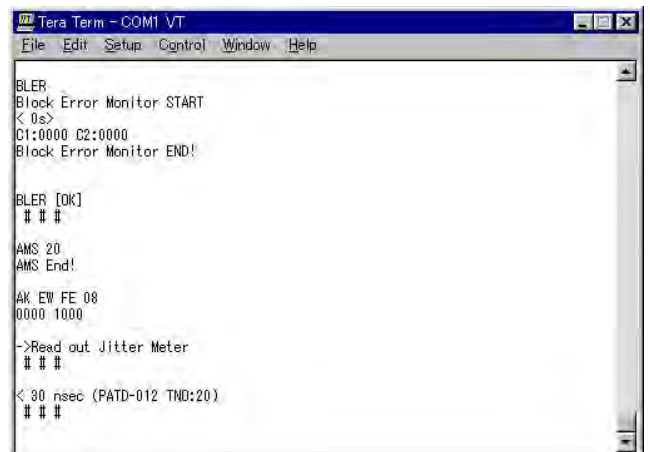 Tera Term - COM1 VT
File Edit Setup Control Window Help
BLER
Block Error Monitor START
< 0s>
C1:0000 C2:0000
Block Error Monitor END!
BLER [OK]
# # #
AMS 20
AMS End!
AK EW FE 08
0000 1000
->Read out Jitter Meter
# # #
< 30 nsec (PATD-012 TNO:20)
# # #